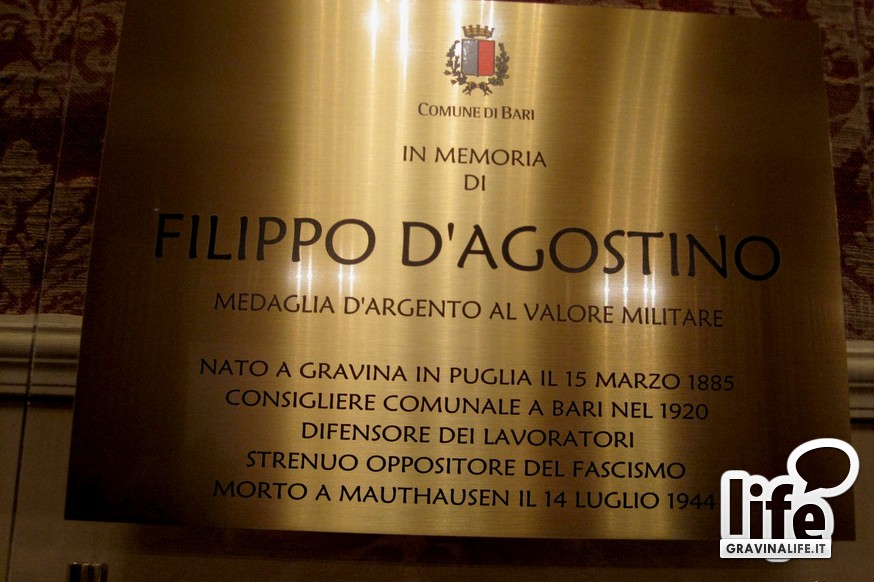 COMUNE DI BARI
IN MEMORIA
DI
FILIPPO D'AGOSTINO
MEDAGLIA D'ARGENTO AL VALORE MILITARE
NATO A GRAVINA IN PUGLIA IL 15 MARZO 1885
CONSIGLIERE COMUNALE A BARI NEL 1920
DIFENSORE DEI LAVORATORI
STRENUO OPPOSITORE DEL FASCISMO
MORTO A MAUTHAUSEN IL 14 LUGLIO 1944
life
GRAVINALIFE.IT